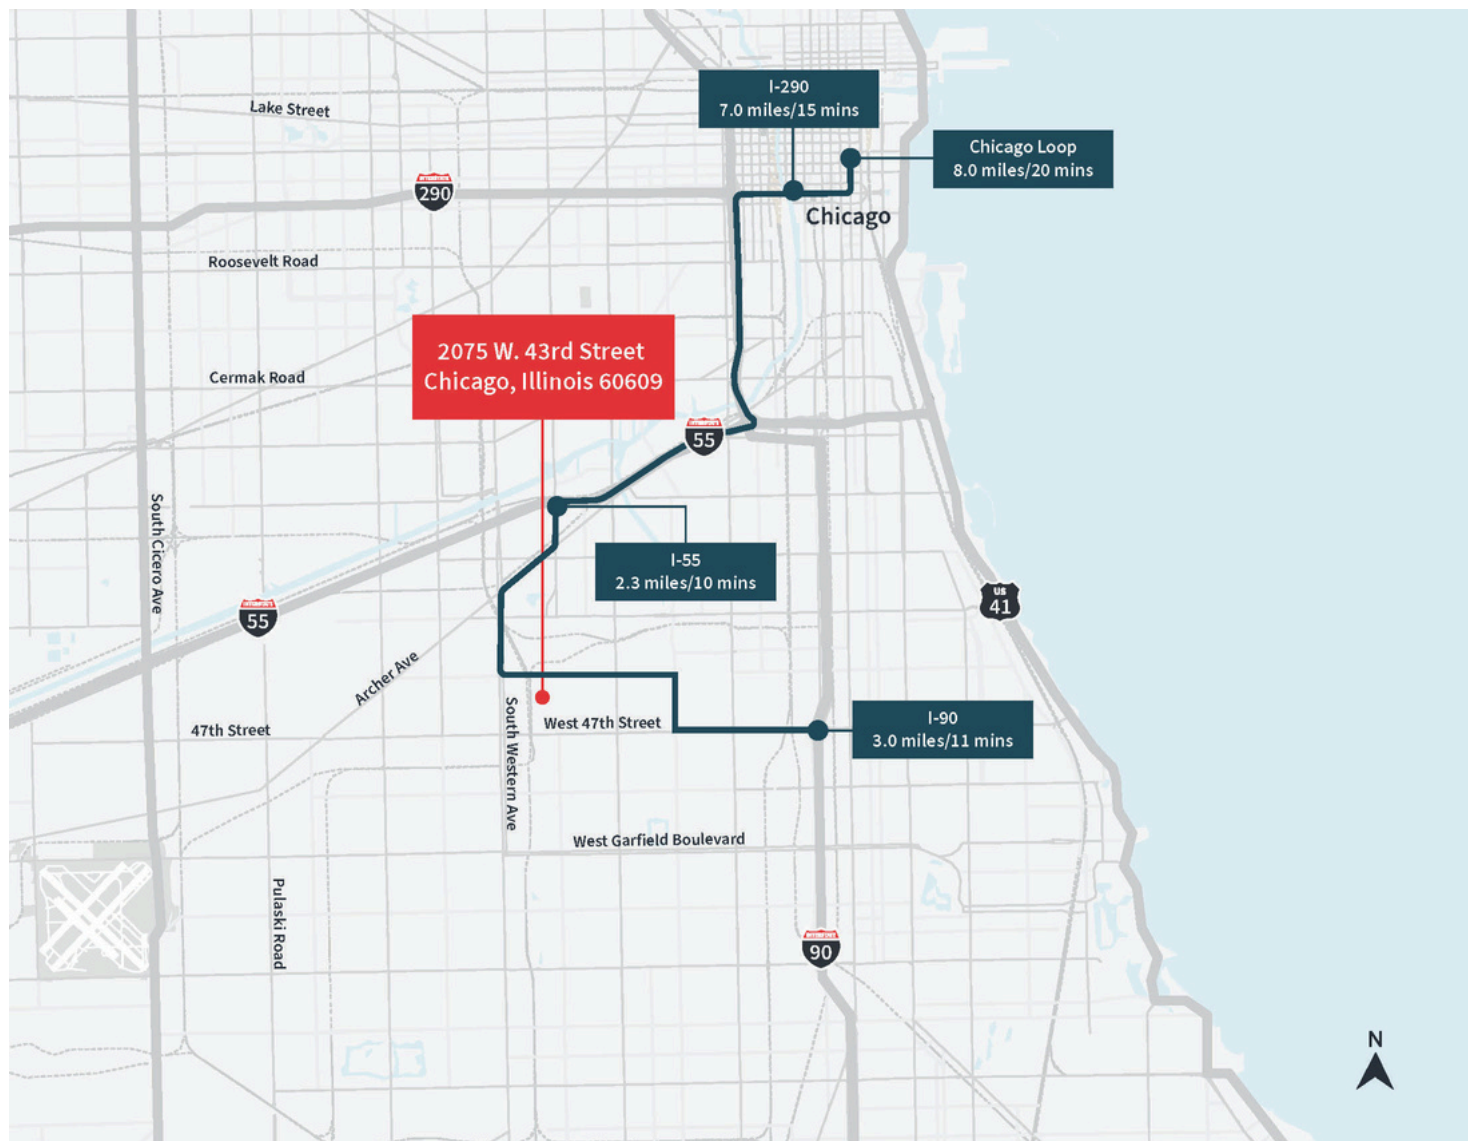 I-290
7.0 miles/15 mins
Lake Street
Chicago Loop
8.0 miles/20 mins
290
Chicago
Roosevelt Road
2075 W. 43rd Street
Chicago, Illinois 60609
Cermak Road
55
South Cicero Ave
I-55
2.3 miles/10 mins
US
41
55
Archer Ave
South Western Ave
West 47th Street
47th Street
I-90
3.0 miles/11 mins
West Garfield Boulevard
Pulaski Road
90
N